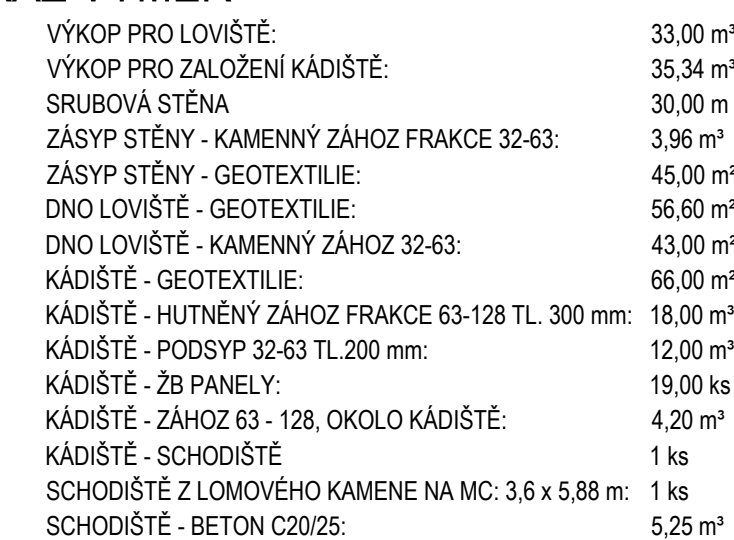 VÝKOP PRO LOVIŠTĚ: 33,00 m³
VÝKOP PRO ZALOŽENÍ KÁDIŠTĚ: 35,34 m³
SRUBOVÁ STĚNA 30,00 m
ZÁSYP STĚNY - KAMENNÝ ZÁHOZ FRAKCE 32-63: 3,96 m³
ZÁSYP STĚNY - GEOTEXTILIE: 45,00 m²
DNO LOVIŠTĚ - GEOTEXTILIE: 56,60 m²
DNO LOVIŠTĚ - KAMENNÝ ZÁHOZ 32-63: 43,00 m²
KÁDIŠTĚ - GEOTEXTILIE: 66,00 m²
KÁDIŠTĚ - HUTNĚNÝ ZÁHOZ FRAKCE 63-128 TL. 300 mm: 18,00 m³
KÁDIŠTĚ - PODSYP 32-63 TL.200 mm: 12,00 m³
KÁDIŠTĚ - ŽB PANELY: 19,00 ks
KÁDIŠTĚ - ZÁHOZ 63 - 128, OKOLO KÁDIŠTĚ: 4,20 m³
KÁDIŠTĚ - SCHODIŠTĚ 1 ks
SCHODIŠTĚ Z LOMOVÉHO KAMENE NA MC: 3,6 x 5,88 m: 1 ks
SCHODIŠTĚ - BETON C20/25: 5,25 m³